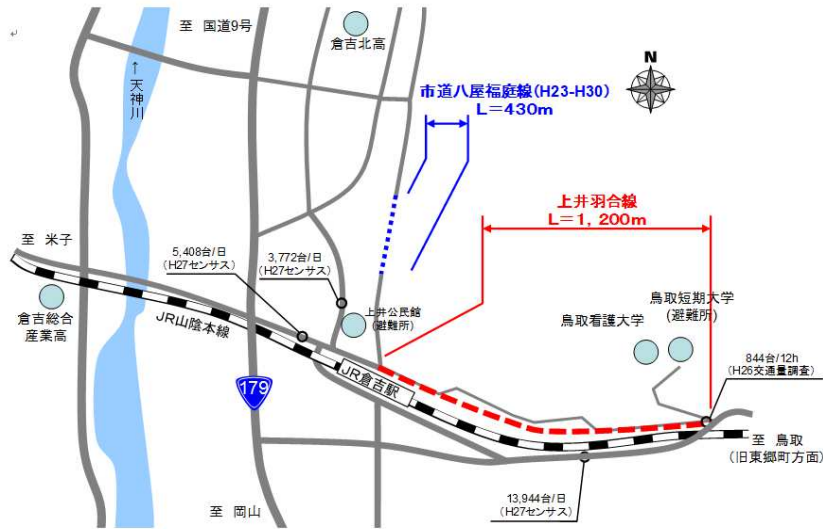 至 国道9号
倉吉北高
N
↑天神川
市道八屋福庭線(H23-H30)
L=430m
上井羽合線
L=1,200m
至 米子
5,408台/日
(H27センサス)
3,772台/日
(H27センサス)
上井公民館
(避難所)
倉吉総合
産業高
JR山陰本線
JR倉吉駅
179
鳥取看護大学
鳥取短期大学
(避難所)
844台/12h
(H26交通量調査)
至 鳥取
(旧東郷町方面)
13,944台/日
(H27センサス)
至 岡山